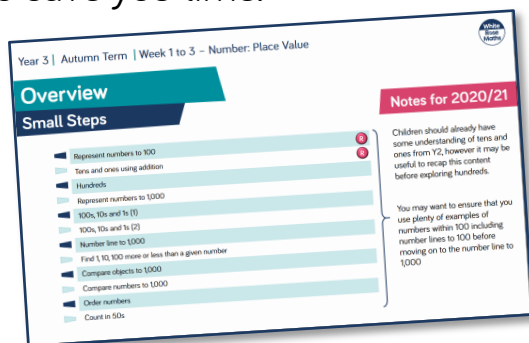 Year 3 | Autumn Term | Week 1 to 3 – Number: Place Value
White
Rose
Maths
Overview
Small Steps
Notes for 2020/21
Represent numbers to 100
R
Tens and ones using addition
R
Hundreds
Represent numbers to 1,000
100s, 10s and 1s (1)
100s, 10s and 1s (2)
Number line to 1,000
Find 1, 10, 100 more or less than a given number
Compare objects to 1,000
Compare numbers to 1,000
Order numbers
Count in 50s
Children should already have
some understanding of tens and
ones from Y2, however it may be
useful to recap this content
before exploring hundreds.
You may want to ensure that you
use plenty of examples of
numbers within 100 including
number lines to 100 before
moving on to the number line to
1,000